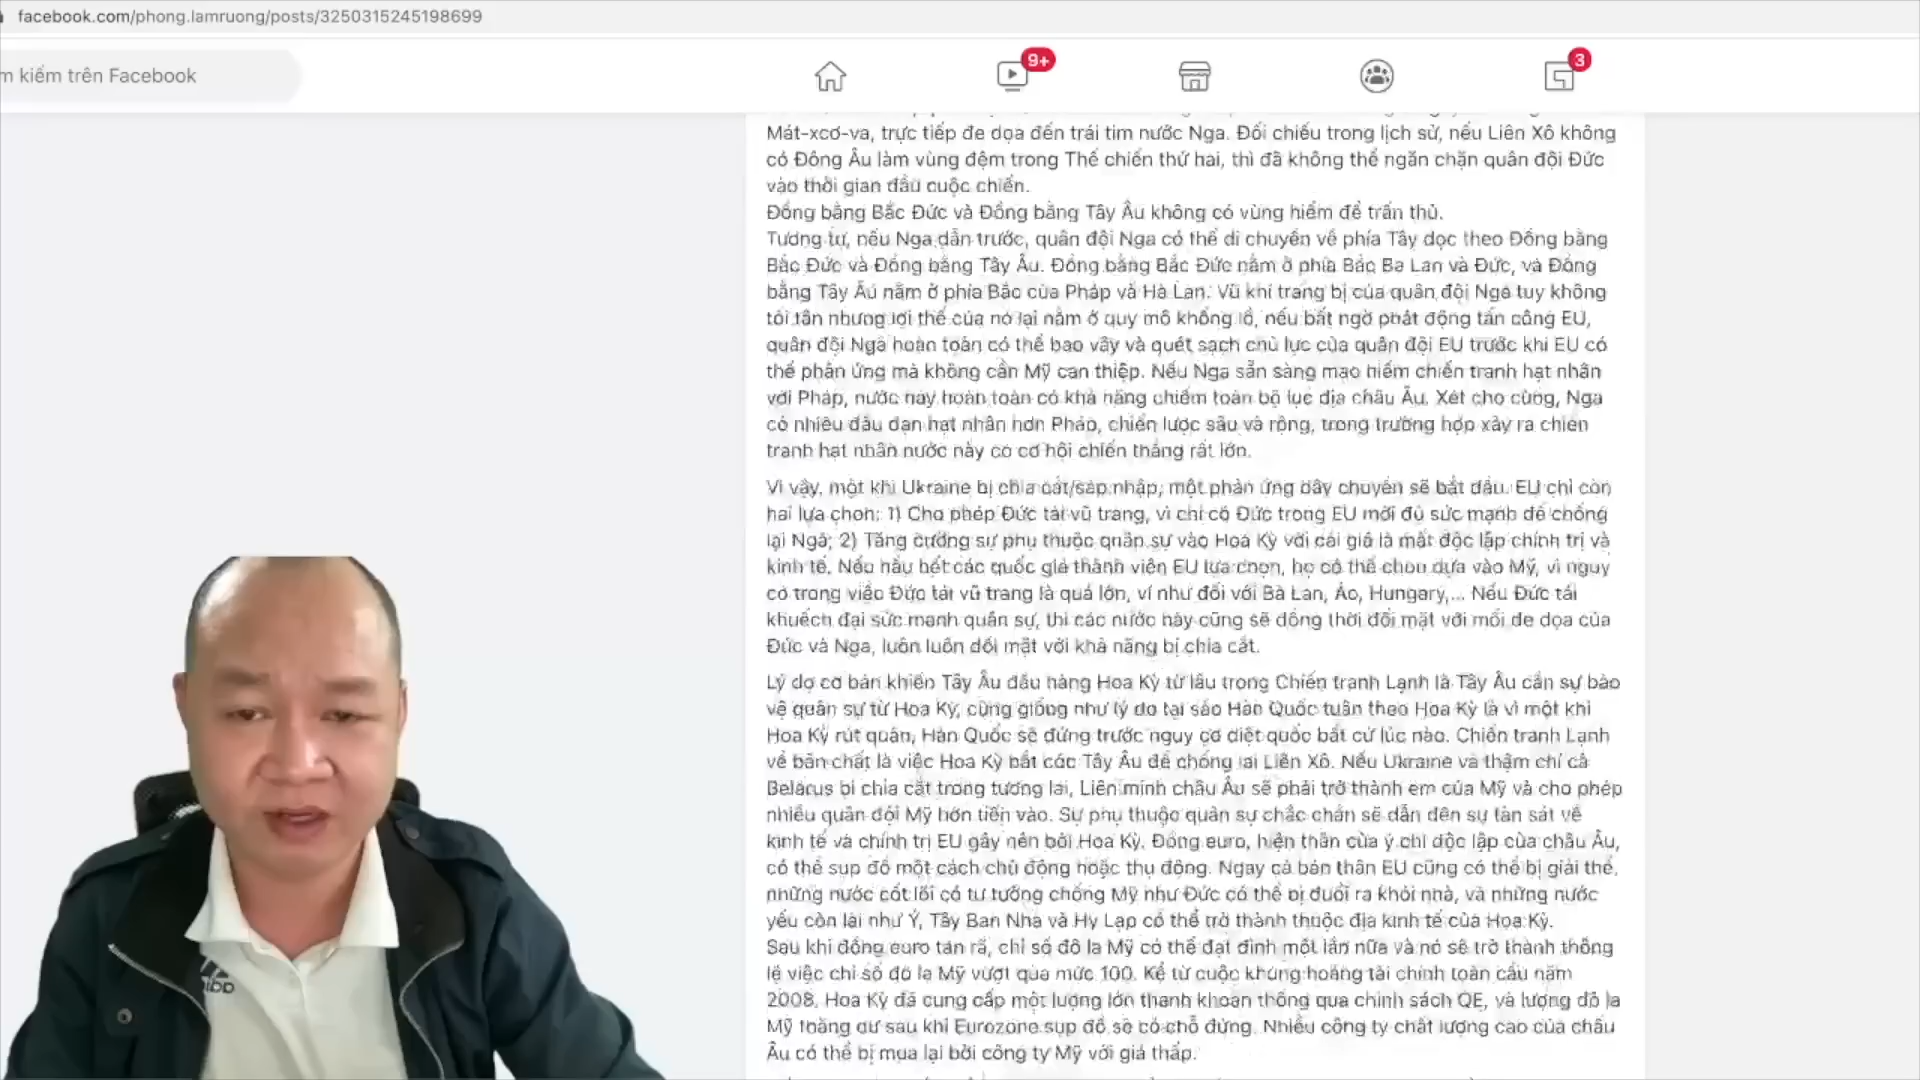 facebook.com/phong.lamruong/posts/3250315245198699
m kiếm trên Facebook
9+
3
Mát-xcơ-va, trực tiếp đe dọa đến trái tim nước Nga. Đối chiếu trong lịch sử, nếu Liên Xô không
có Đông Âu làm vùng đệm trong Thế chiến thứ hai, thì đã không thể ngăn chặn quân đội Đức
vào thời gian đầu cuộc chiến.
Đồng bằng Bắc Đức và Đồng bằng Tây Âu không có vùng hiểm để trấn thủ.
Tương tự, nếu Nga dẫn trước, quân đội Nga có thể di chuyển về phía Tây dọc theo Đồng bằng
Bắc Đức và Đồng bằng Tây Âu. Đồng bằng Bắc Đức nằm ở phía Bắc Ba Lan và Đức, và Đồng
bằng Tây Âu nằm ở phía Bắc của Pháp và Hà Lan. Vũ khí trang bị của quân đội Nga tuy không
tối tân nhưng lợi thế của nó lại nằm ở quy mô khổng lồ, nếu bất ngờ phát động tấn công EU,
quân đội Nga hoàn toàn có thể bao vây và quét sạch chủ lực của quân đội EU trước khi EU có
thể phản ứng mà không cần Mỹ can thiệp. Nếu Nga sẵn sàng mạo hiểm chiến tranh hạt nhân
với Pháp, nước này hoàn toàn có khả năng chiếm toàn bộ lục địa châu Âu. Xét cho cùng, Nga
có nhiều đầu đạn hạt nhân hơn Pháp, chiến lược sâu và rộng, trong trường hợp xảy ra chiến
tranh hạt nhân nước này có cơ hội chiến thắng rất lớn.
Vì vậy, một khi Ukraine bị chia cắt/sáp nhập, một phản ứng dây chuyền sẽ bắt đầu. EU chỉ còn
hai lựa chọn: 1) Cho phép Đức tái vũ trang, vì chỉ có Đức trong EU mới đủ sức mạnh để chống
lại Nga; 2) Tăng cường sự phụ thuộc quân sự vào Hoa Kỳ với cái giá là mất độc lập chính trị và
kinh tế. Nếu hầu hết các quốc gia thành viên EU lựa chọn, họ có thể chọn dựa vào Mỹ, vì nguy
cơ trong việc Đức tái vũ trang là quá lớn, ví như đối với Bà Lan, Áo, Hungary,... Nếu Đức tái
khuếch đại sức mạnh quân sự, thì các nước này cũng sẽ đồng thời đối mặt với mối đe dọa của
Đức và Nga, luôn luôn đối mặt với khả năng bị chia cắt.
Lý do cơ bản khiến Tây Âu đầu hàng Hoa Kỳ từ lâu trong Chiến tranh Lạnh là Tây Âu cần sự bảo
vệ quân sự từ Hoa Kỳ, cũng giống như lý do tại sao Hàn Quốc tuân theo Hoa Kỳ là vì một khi
Hoa Kỳ rút quân, Hàn Quốc sẽ đứng trước nguy cơ diệt quốc bất cứ lúc nào. Chiến tranh Lạnh
về bản chất là việc Hoa Kỳ bắt cóc Tây Âu để chống lại Liên Xô. Nếu Ukraine và thậm chí cả
Belarus bị chia cắt trong tương lai, Liên minh châu Âu sẽ phải trở thành em của Mỹ và cho phép
nhiều quân đội Mỹ hơn tiến vào. Sự phụ thuộc quân sự chắc chắn sẽ dẫn đến sự tàn sát về
kinh tế và chính trị EU gây nên bởi Hoa Kỳ. Đồng euro, hiện thân của ý chí độc lập của châu Âu,
có thể sụp đổ một cách chủ động hoặc thụ động. Ngay cả bản thân EU cũng có thể bị giải thể,
những nước cốt lõi có tư tưởng chống Mỹ như Đức có thể bị đuổi ra khỏi nhà, và những nước
yếu còn lại như Ý, Tây Ban Nha và Hy Lạp có thể trở thành thuộc địa kinh tế của Hoa Kỳ.
Sau khi đồng euro tan rã, chỉ số đô la Mỹ có thể đạt đỉnh một lần nữa và nó sẽ trở thành thông
lệ việc chỉ số đô la Mỹ vượt qua mức 100. Kể từ cuộc khủng hoảng tài chính toàn cầu năm
2008, Hoa Kỳ đã cung cấp một lượng lớn thanh khoản thông qua chính sách QE, và lượng đô la
Mỹ thặng dư sau khi Eurozone sụp đổ sẽ có chỗ đứng. Nhiều công ty chất lượng cao của châu
Âu có thể bị mua lại bởi công ty Mỹ với giá thấp.